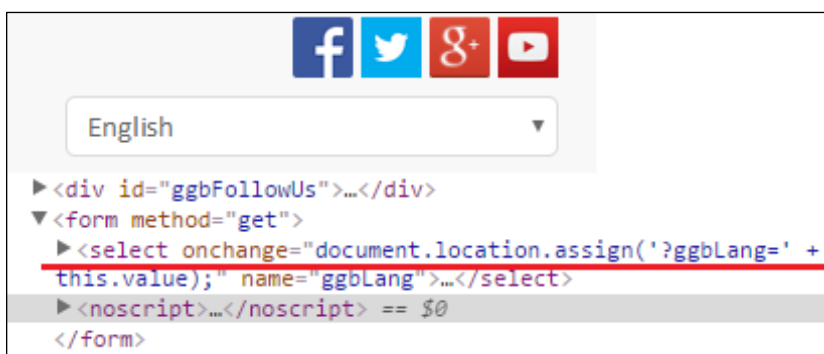 f g+
English
<div id="ggbFollowUs">…</div>
<form method="get">
<select onchange="document.location.assign('?ggbLang=' +
this.value);" name="ggbLang">…</select>
<noscript>…</noscript> == $0
</form>